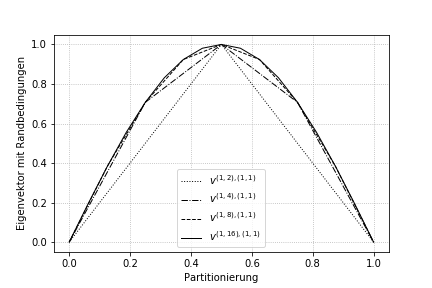 Eigenvektor mit Randbedingungen
1.0
0.8
0.6
0.4
0.2
0.0
v^{(1,2),(1,1)}
v^{(1,4),(1,1)}
v^{(1,8),(1,1)}
v^{(1,16),(1,1)}
0.0 0.2 0.4 0.6 0.8 1.0
Partitionierung